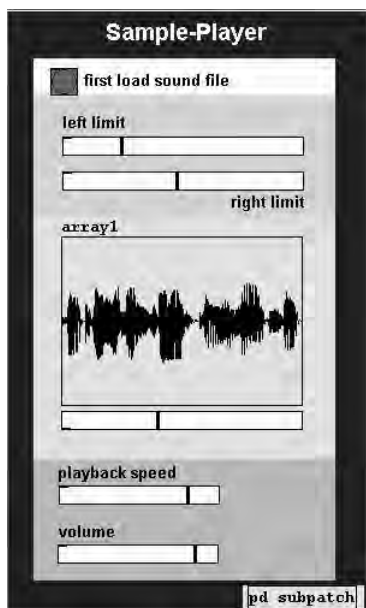 Sample-Player
first load sound file
left limit
right limit
array1
playback speed
volume
pd subpatch